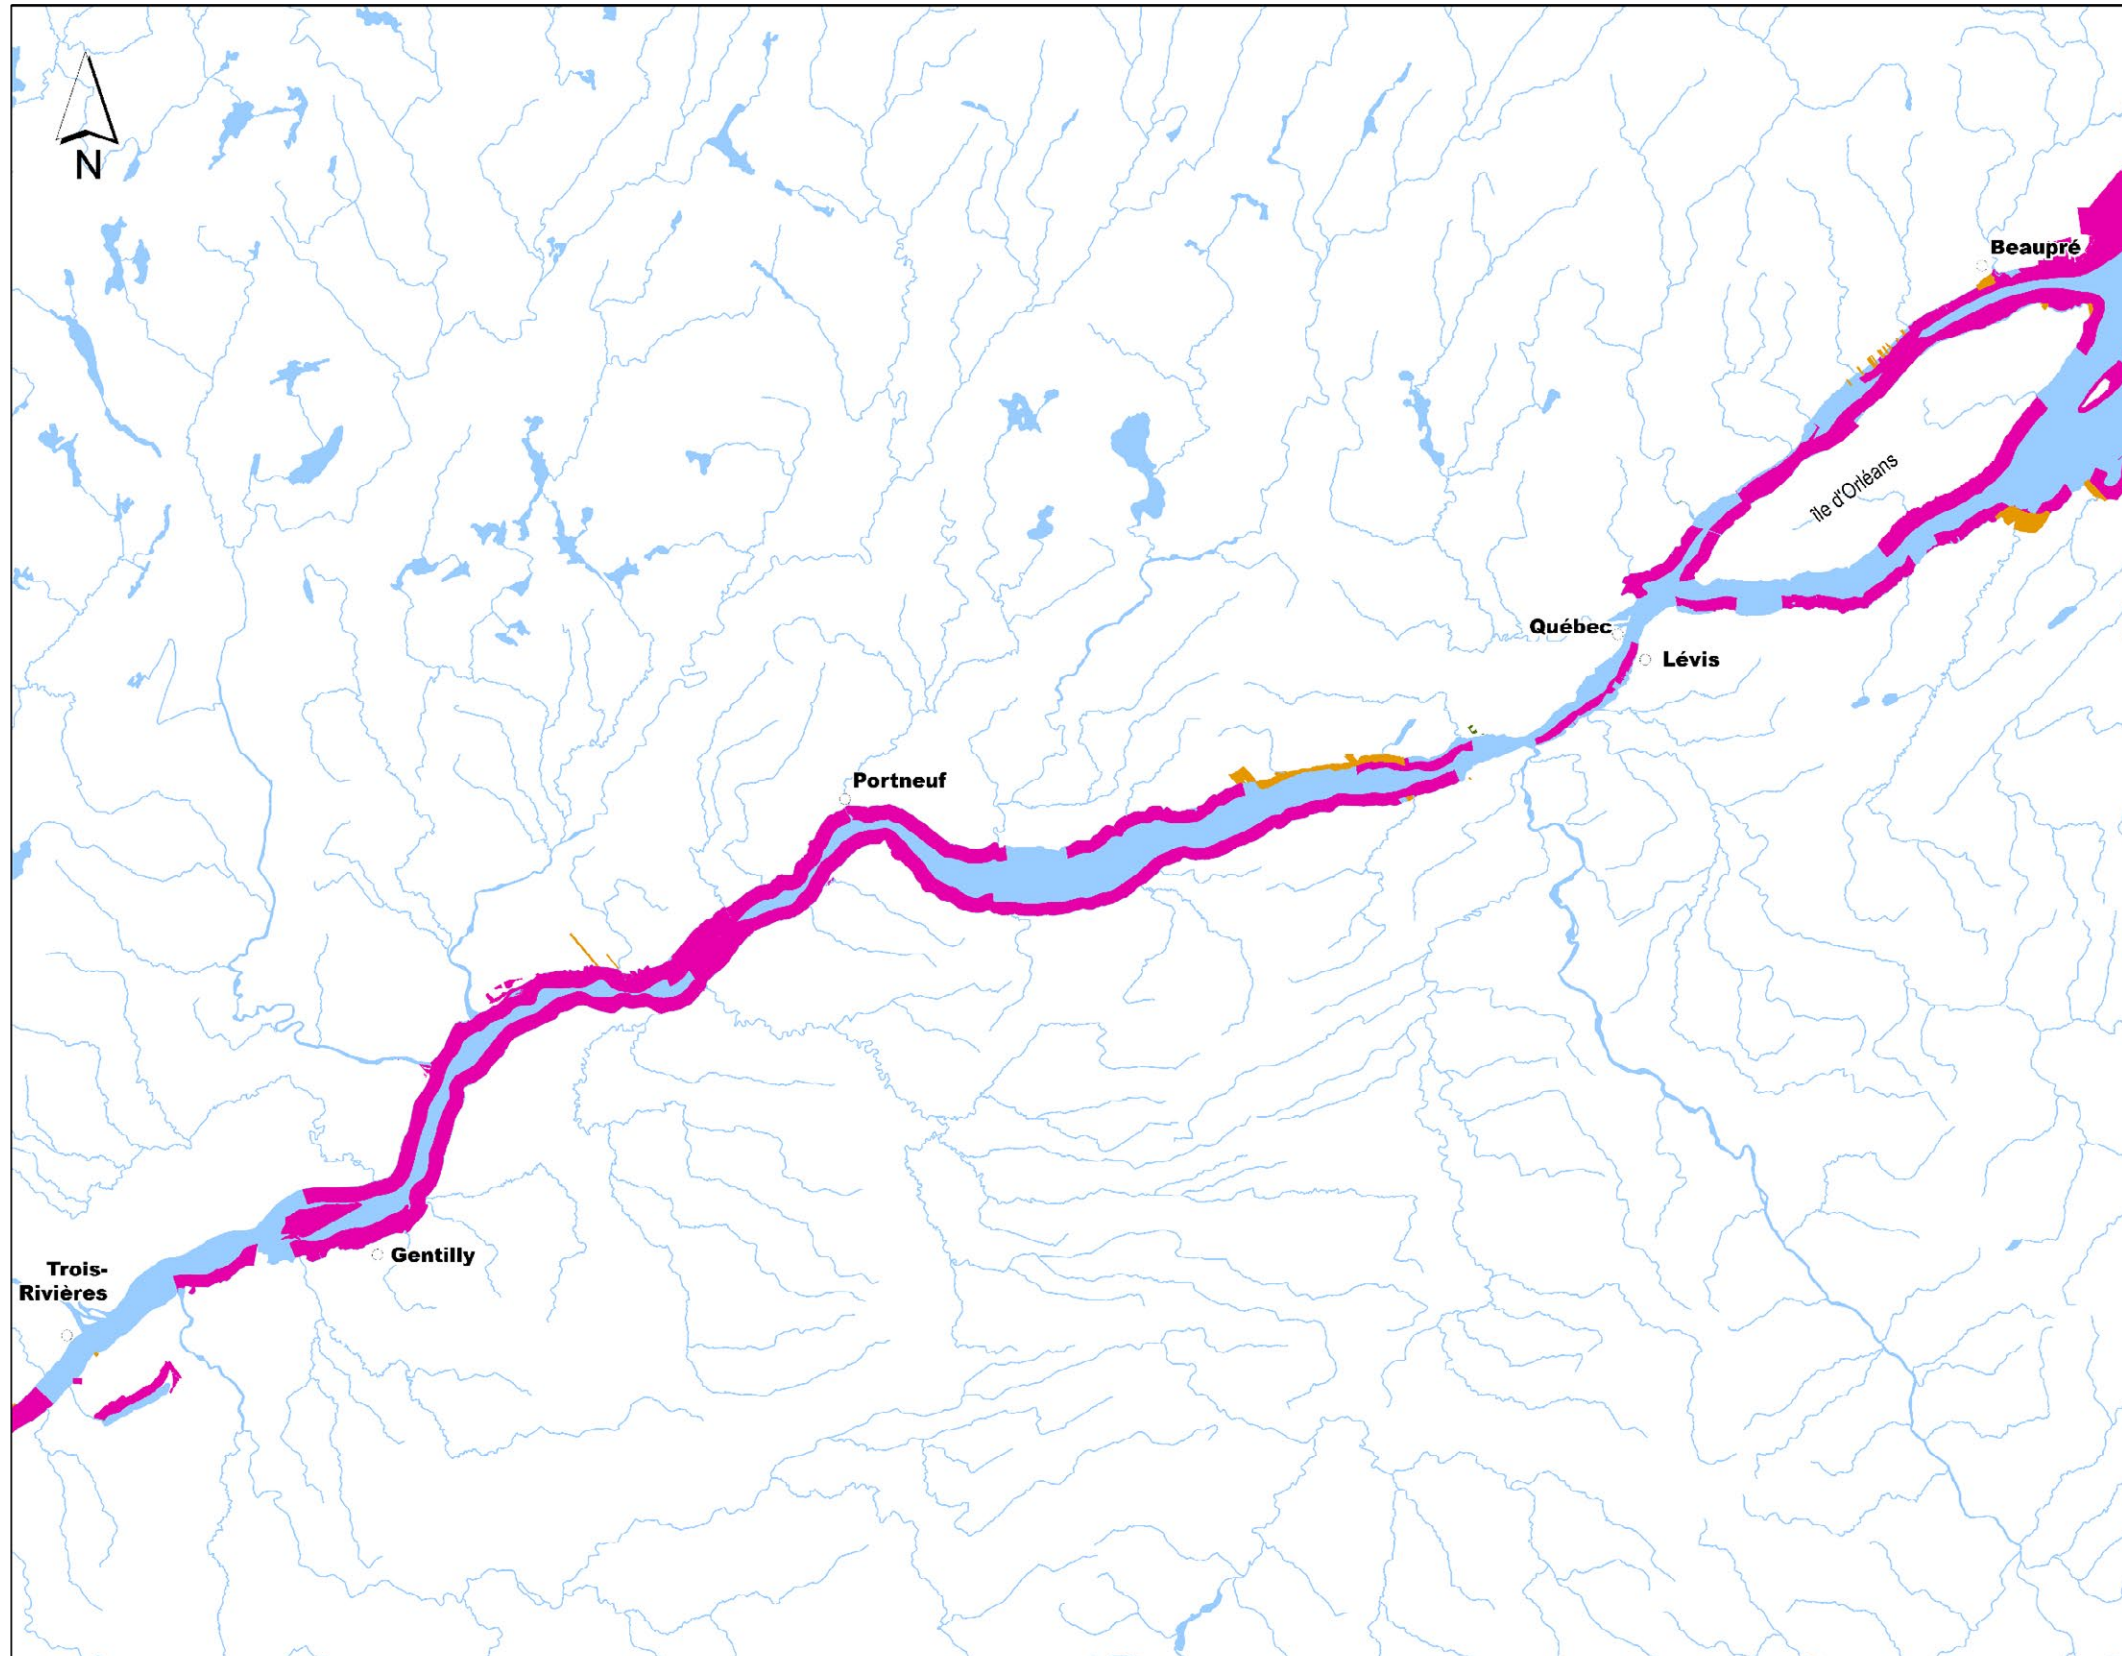 N
Beaupré
île d'Orléans
Québec
Lévis
Portneuf
Gentilly
Trois-
Rivières